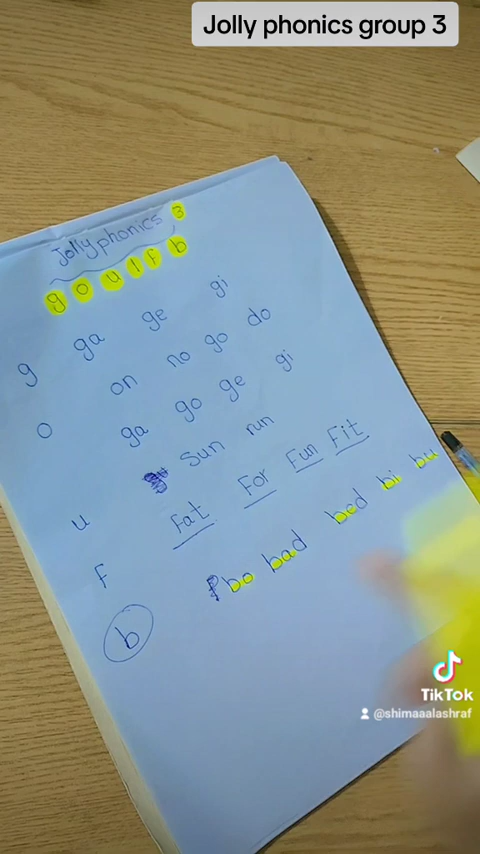 Jolly phonics group 3
Jolly phonics 3
g o u l f b
g ga ge gi
o on no go do
ga go ge gi
u Sun run
F Fat For Fun Fit
b bo bad bed bi bu
TikTok
@shimaaalashraf